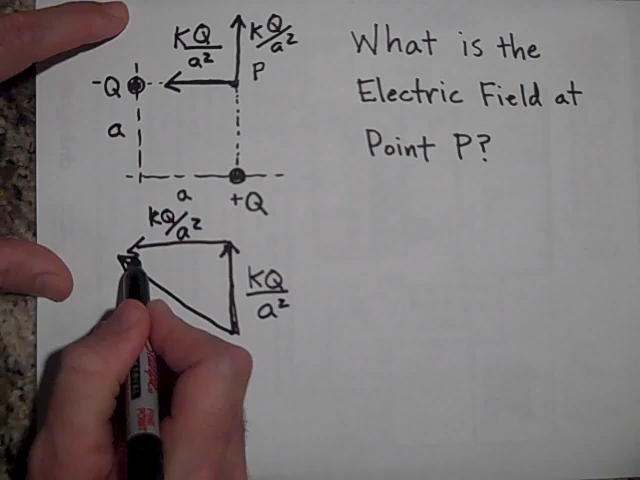 KQ/a² KQ/a²
-Q P
a
a
+Q
KQ/a²
KQ/a²
What is the
Electric Field at
Point P?